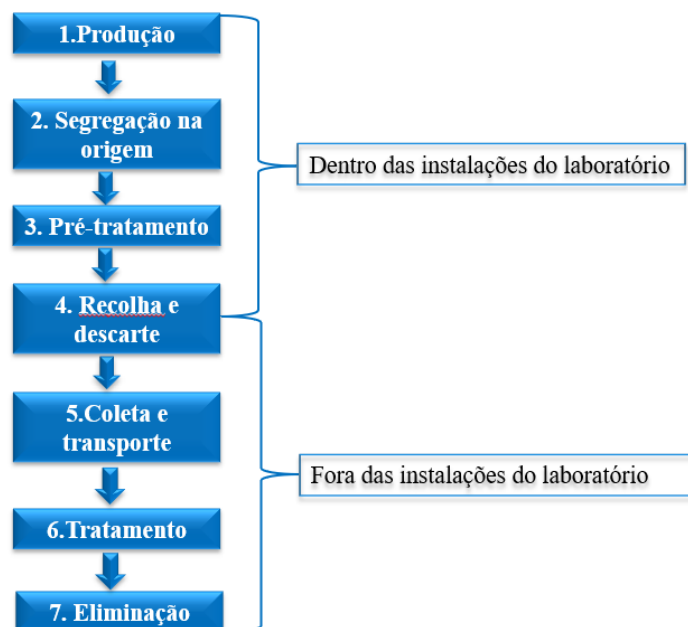 1.Produção
2. Segregação na
origem
Dentro das instalações do laboratório
3. Pré-tratamento
4. Recolha e
descarte
5.Coleta e
transporte
Fora das instalações do laboratório
6.Tratamento
7. Eliminação